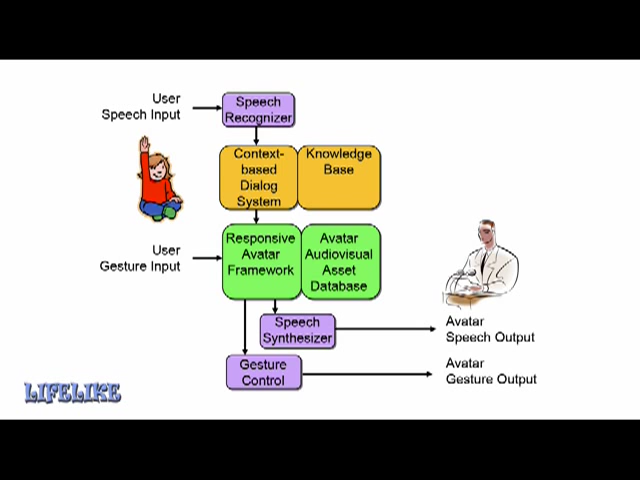 User
Speech Input
Speech
Recognizer
Context-
based
Dialog
System
Knowledge
Base
User
Gesture Input
Responsive
Avatar
Framework
Avatar
Audiovisual
Asset
Database
Speech
Synthesizer
Avatar
Speech Output
Gesture
Control
Avatar
Gesture Output
LIFELIKE